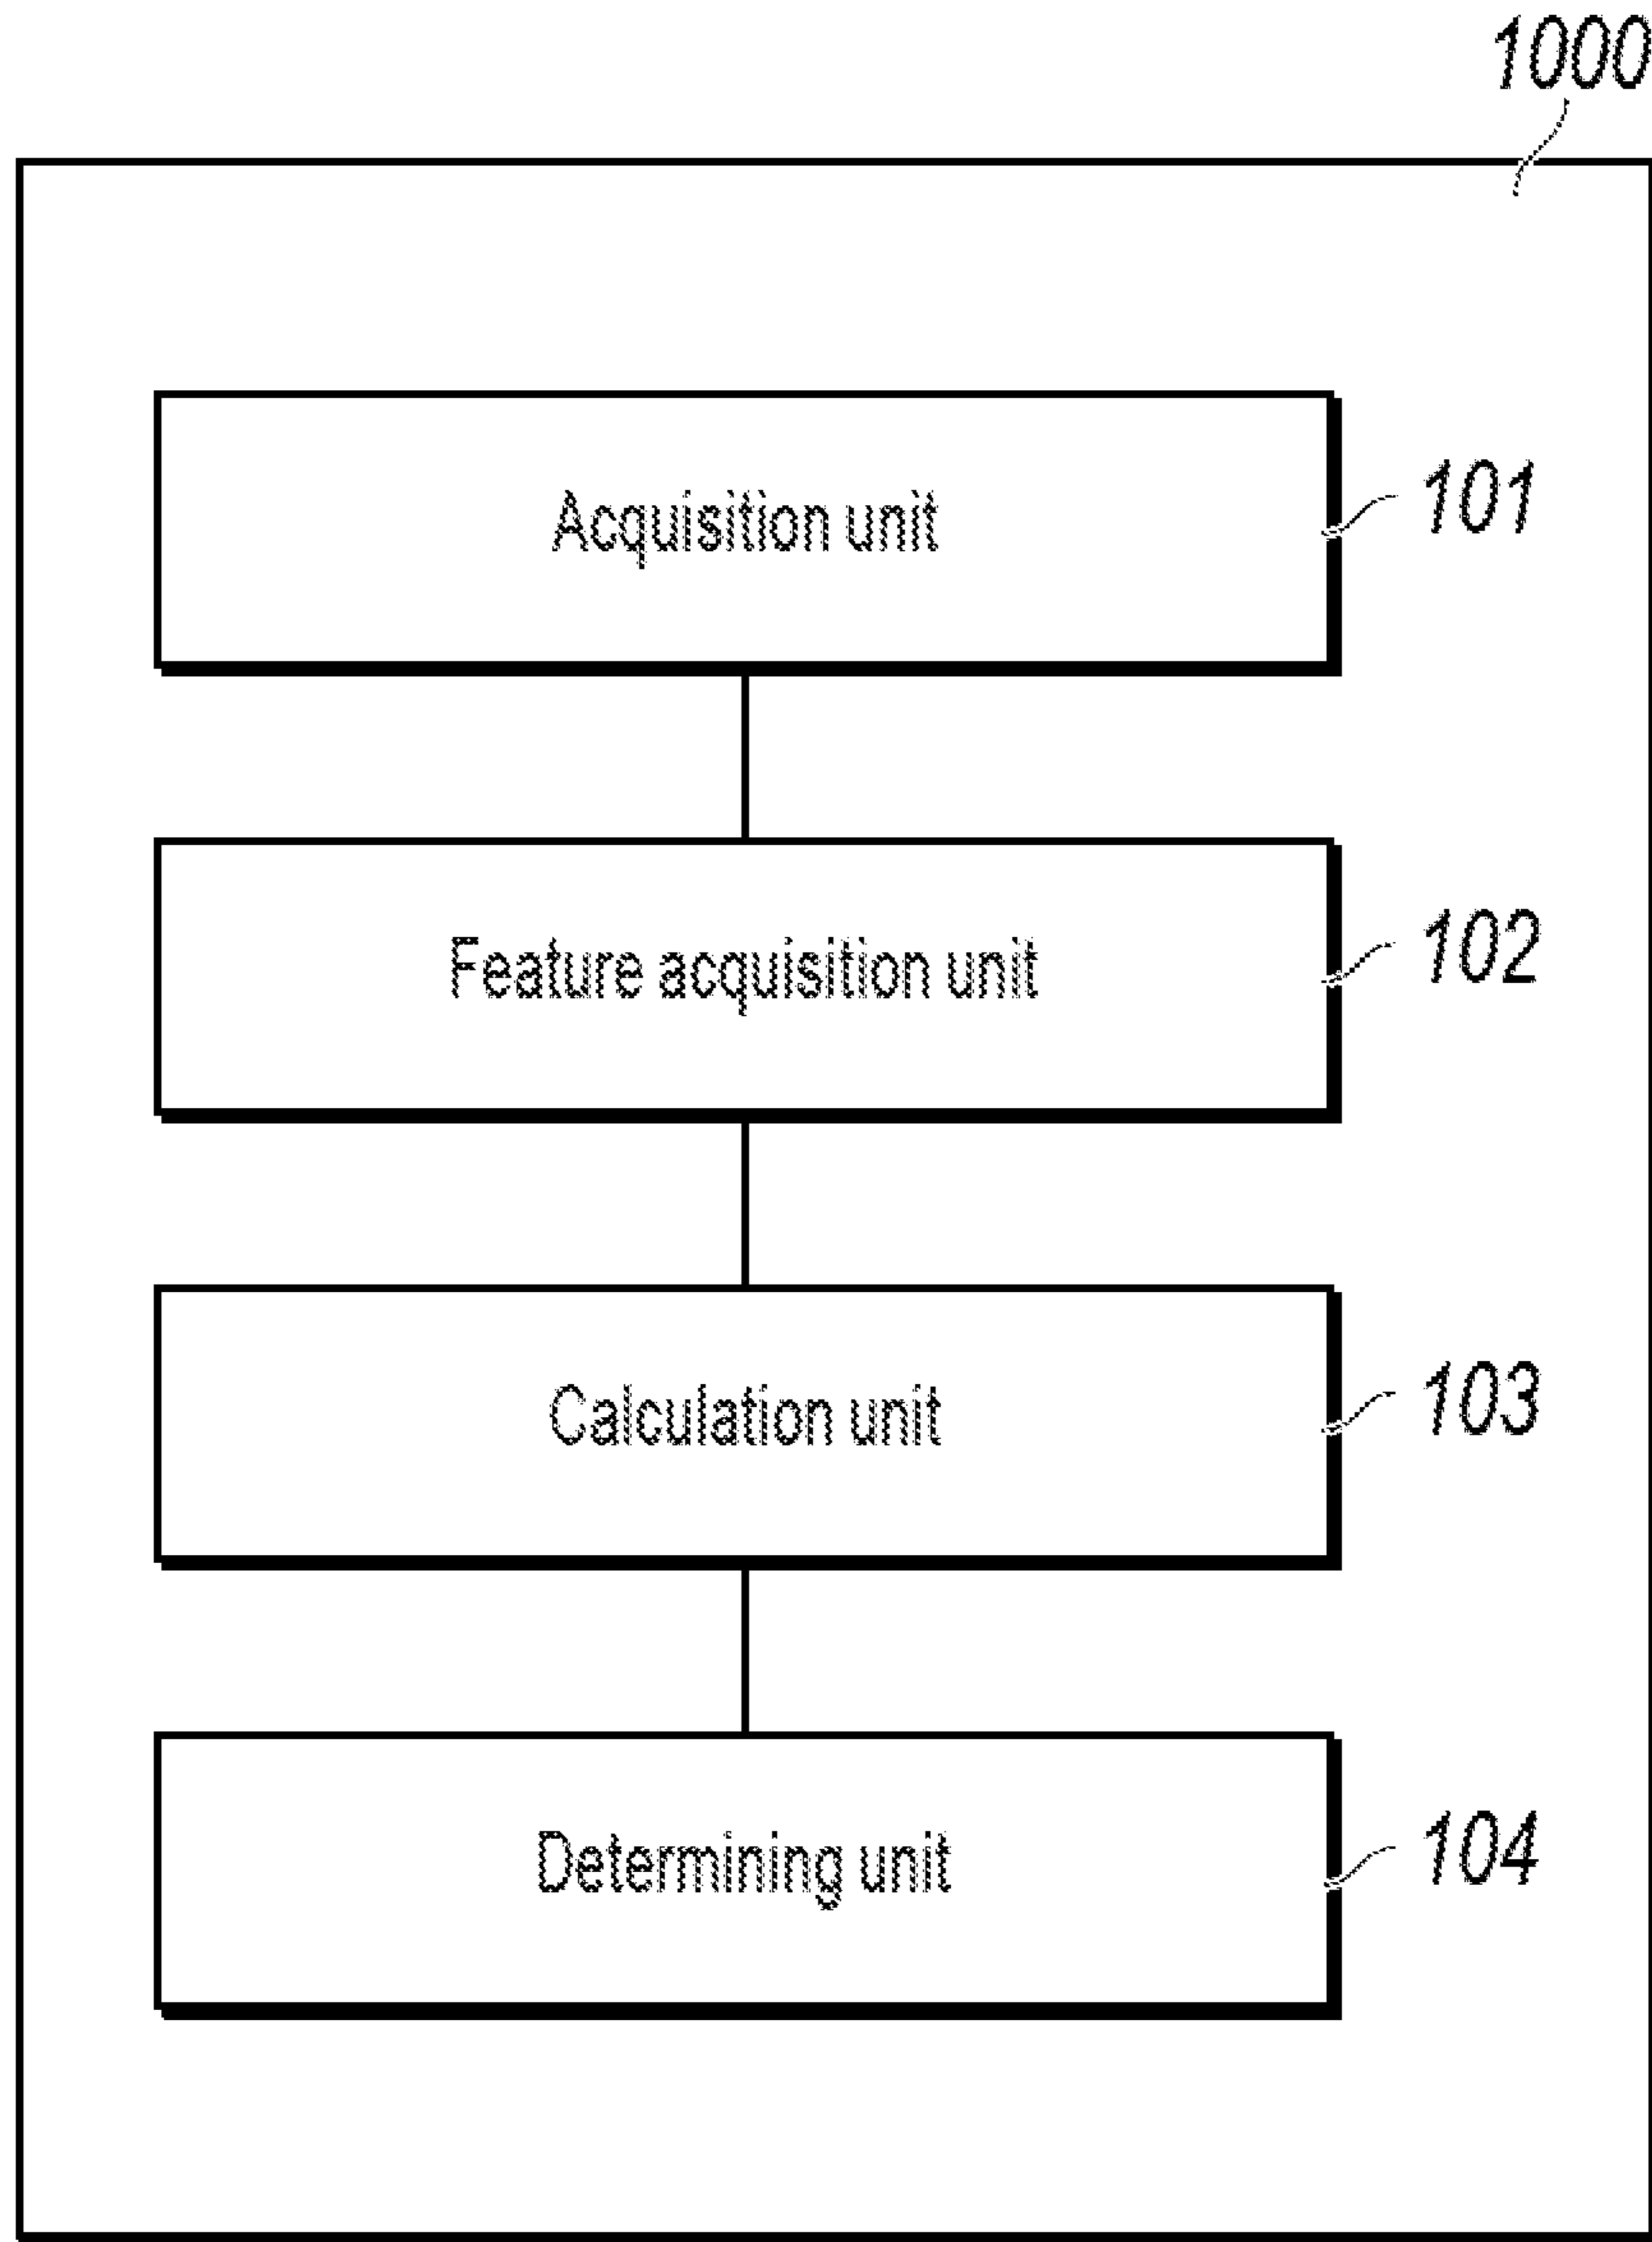 1000
Acquisition unit
101
Feature acquisition unit
102
Calculation unit
103
Determining unit
104